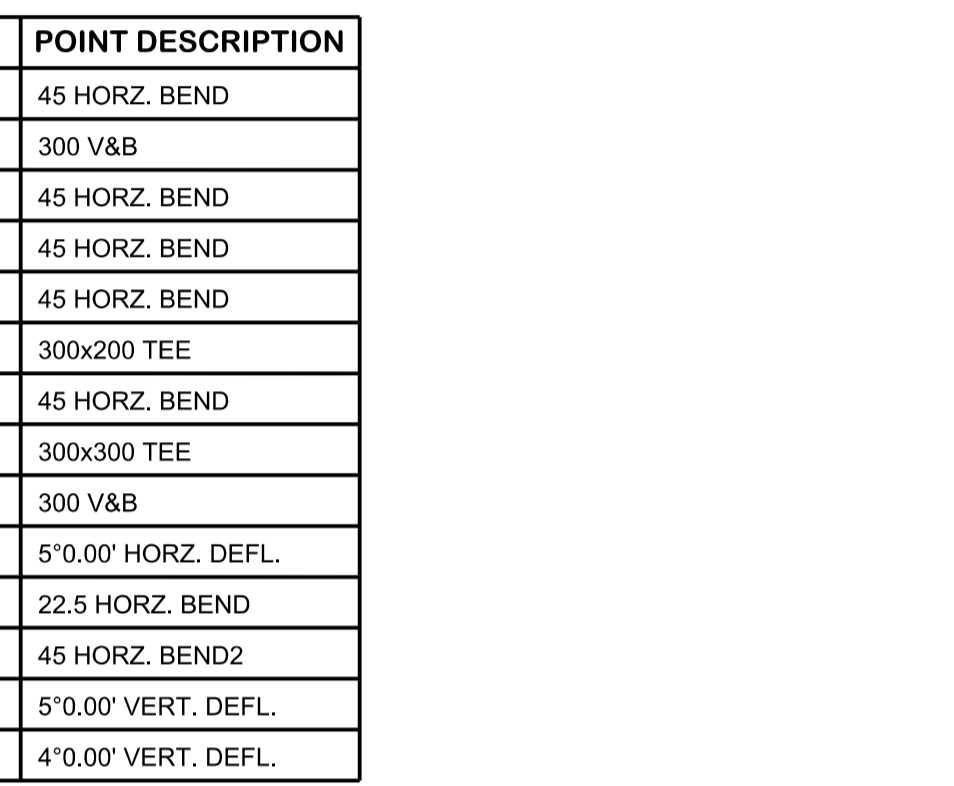 POINT DESCRIPTION
45 HORZ. BEND
300 V&B
45 HORZ. BEND
45 HORZ. BEND
45 HORZ. BEND
300x200 TEE
45 HORZ. BEND
300x300 TEE
300 V&B
5°0.00' HORZ. DEFL.
22.5 HORZ. BEND
45 HORZ. BEND2
5°0.00' VERT. DEFL.
4°0.00' VERT. DEFL.